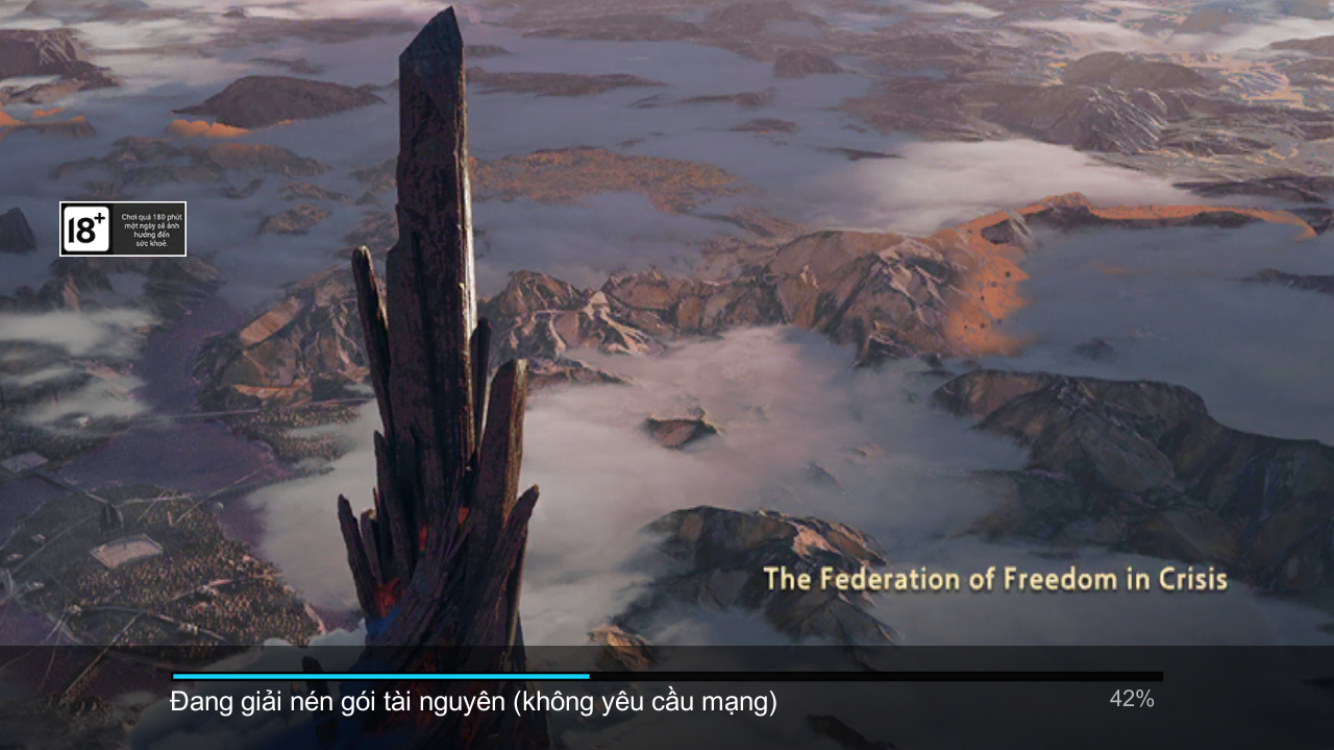 18+
Chơi quá 180 phút
một ngày sẽ ảnh
hưởng đến
sức khoẻ.
The Federation of Freedom in Crisis
Đang giải nén gói tài nguyên (không yêu cầu mạng)
42%